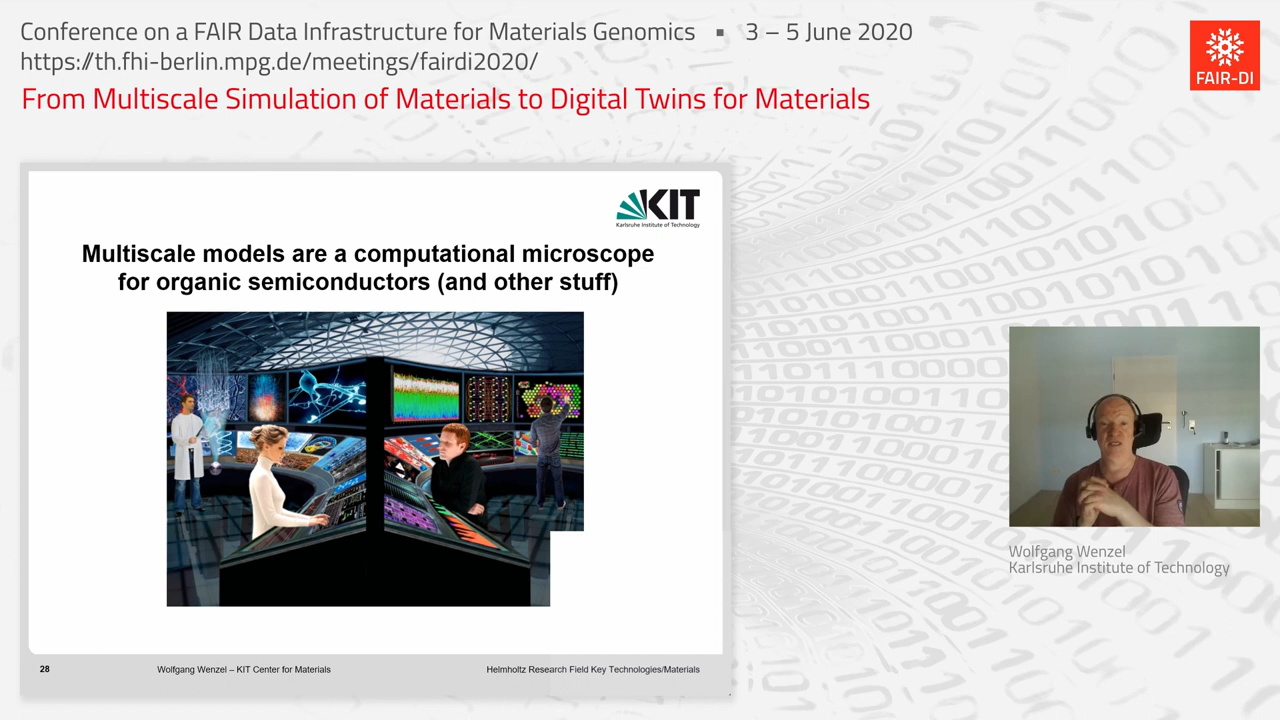 Conference on a FAIR Data Infrastructure for Materials Genomics ▪ 3 – 5 June 2020
https://th.fhi-berlin.mpg.de/meetings/fairdi2020/
From Multiscale Simulation of Materials to Digital Twins for Materials
FAIR-DI
KIT
Karlsruhe Institute of Technology
Multiscale models are a computational microscope
for organic semiconductors (and other stuff)
Wolfgang Wenzel
Karlsruhe Institute of Technology
28 Wolfgang Wenzel – KIT Center for Materials Helmholtz Research Field Key Technologies/Materials